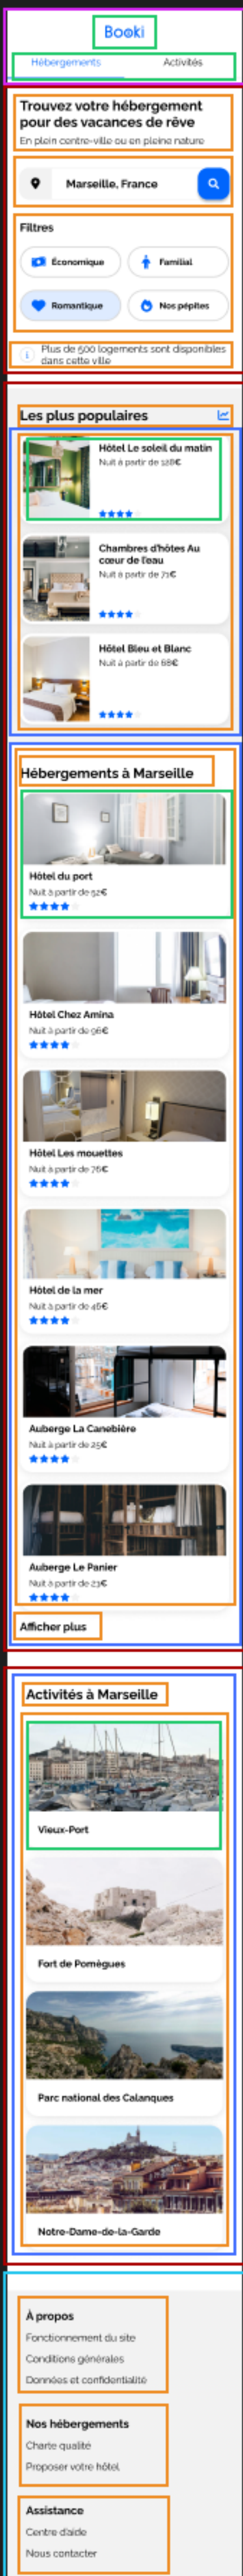 Booki
Hébergements
Activités
Trouvez votre hébergement
pour des vacances de rêve
En plein centre-ville ou en pleine nature
Marseille, France
Filtres
Économique
Familial
Romantique
Nos pépites
Plus de 500 logements sont disponibles
dans cette ville
Les plus populaires
Hôtel Le soleil du matin
Nuit à partir de 128€
Chambres d'hôtes Au
cœur de l'eau
Nuit à partir de 71€
Hôtel Bleu et Blanc
Nuit à partir de 68€
Hébergements à Marseille
Hôtel du port
Nuit à partir de 52€
Hôtel Chez Amina
Nuit à partir de 96€
Hôtel Les mouettes
Nuit à partir de 76€
Hôtel de la mer
Nuit à partir de 46€
Auberge La Canebière
Nuit à partir de 25€
Auberge Le Panier
Nuit à partir de 23€
Afficher plus
Activités à Marseille
Vieux-Port
Fort de Pomègues
Parc national des Calanques
Notre-Dame-de-la-Garde
À propos
Fonctionnement du site
Conditions générales
Données et confidentialité
Nos hébergements
Charte qualité
Proposer votre hôtel
Assistance
Centre d'aide
Nous contacter